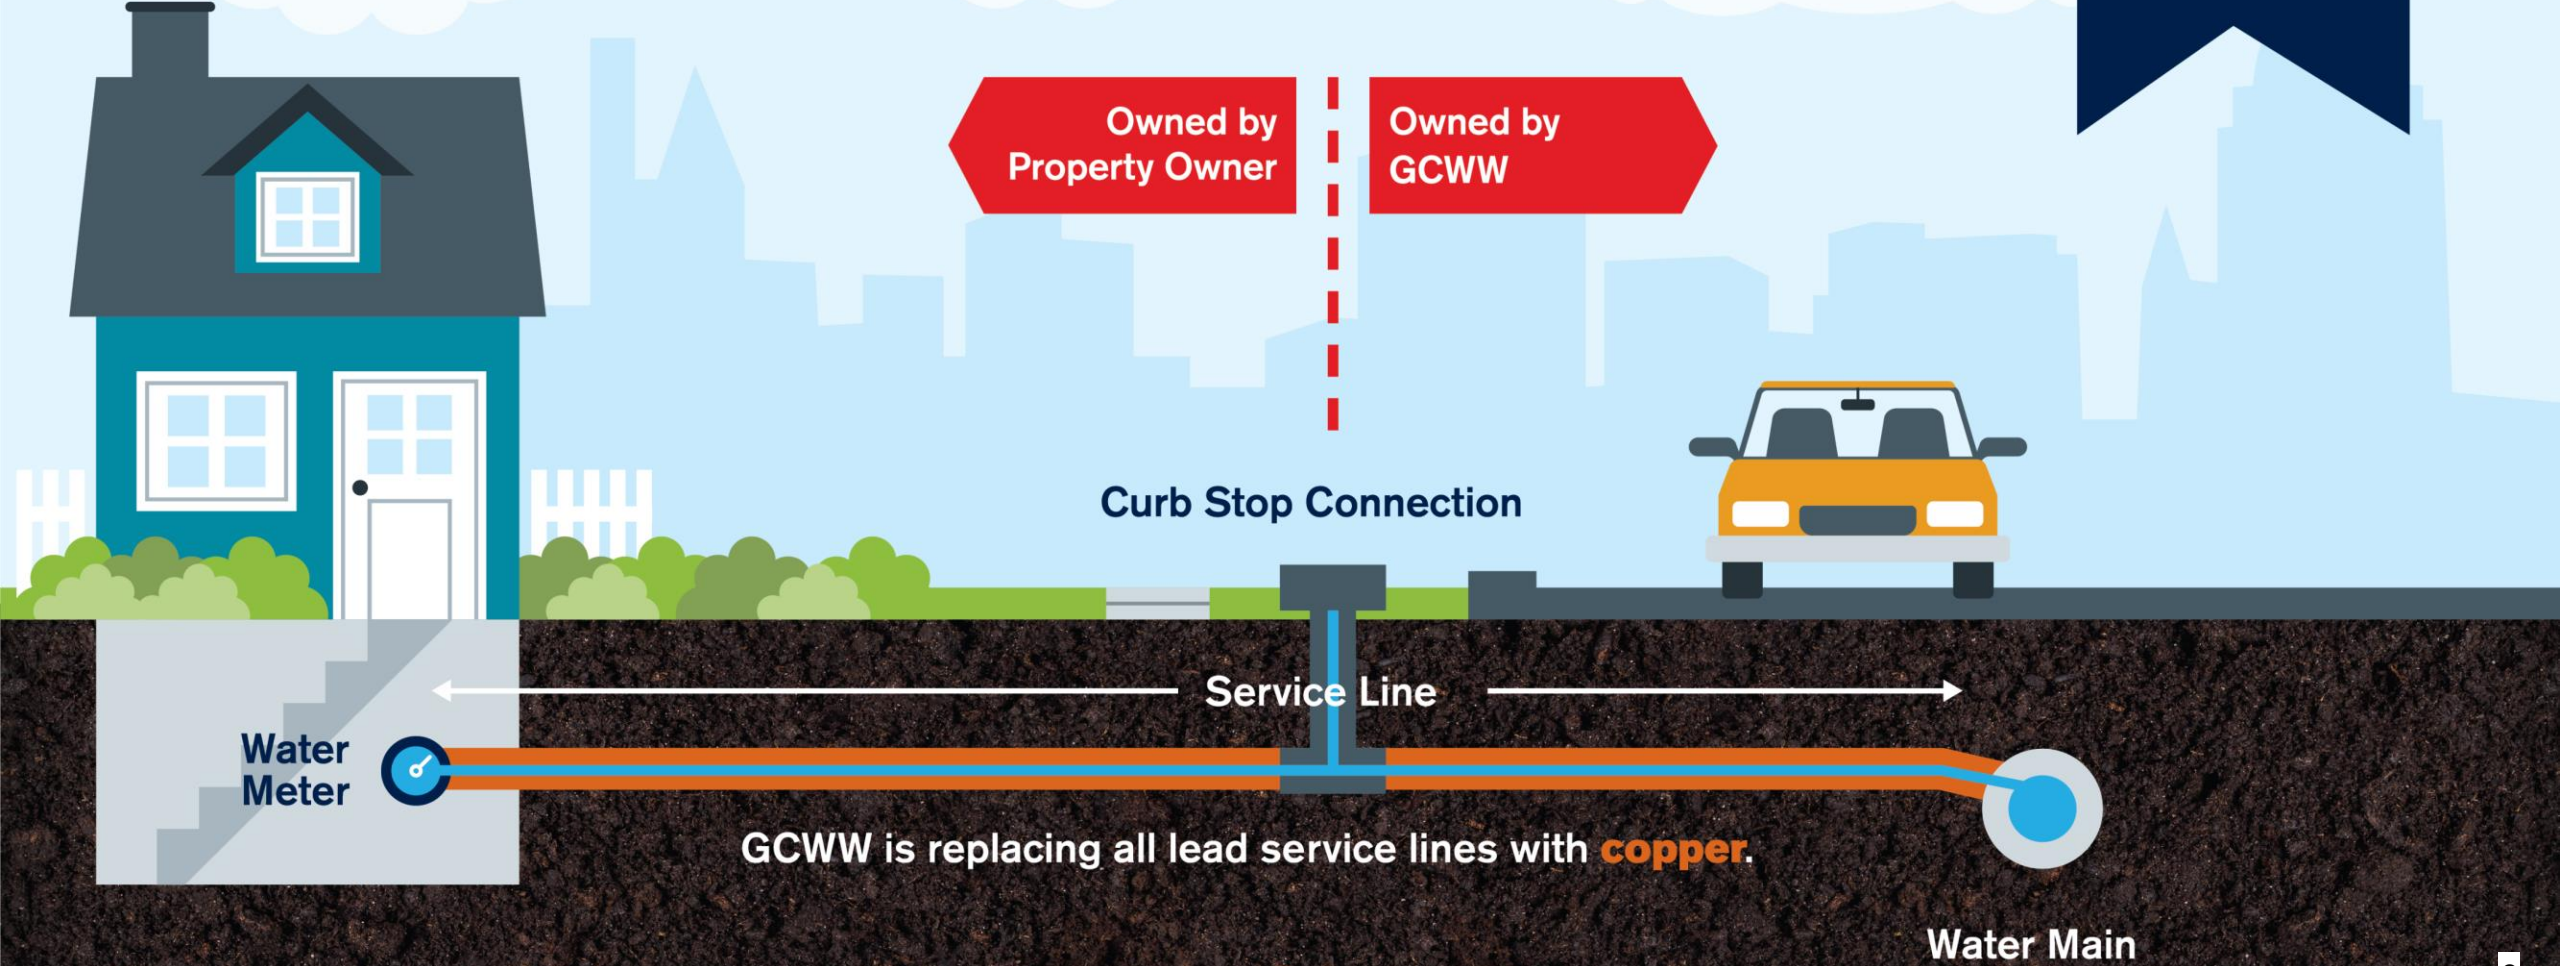 Owned by
Property Owner
Owned by
GCWW
Curb Stop Connection
Service Line
Water
Meter
GCWW is replacing all lead service lines with copper.
Water Main